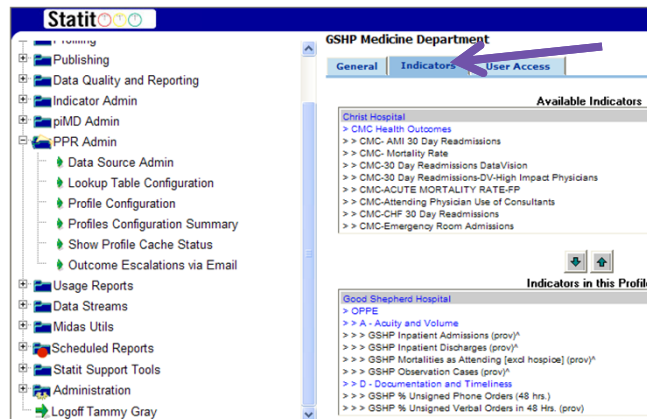 Statit
Profiling
Publishing
Data Quality and Reporting
Indicator Admin
piMD Admin
PPR Admin
Data Source Admin
Lookup Table Configuration
Profile Configuration
Profiles Configuration Summary
Show Profile Cache Status
Outcome Escalations via Email
Usage Reports
Data Streams
Midas Utils
Scheduled Reports
Statit Support Tools
Administration
Logoff Tammy Gray
GSHP Medicine Department
General Indicators User Access
Available Indicators
Christ Hospital
> CMC Health Outcomes
> > CMC- AMI 30 Day Readmissions
> > CMC- Mortality Rate
> > CMC-30 Day Readmissions DataVision
> > CMC-30 Day Readmissions-DV-High Impact Physicians
> > CMC-ACUTE MORTALITY RATE-FP
> > CMC-Attending Physician Use of Consultants
> > CMC-CHF 30 Day Readmissions
> > CMC-Emergency Room Admissions
Indicators in this Profil
Good Shepherd Hospital
> OPPE
> > A - Acuity and Volume
> > > GSHP Inpatient Admissions (prov)^
> > > GSHP Inpatient Discharges (prov)^
> > > GSHP Mortalities as Attending [excl hospice] (prov)^
> > > GSHP Observation Cases (prov)^
> > D - Documentation and Timeliness
> > > GSHP % Unsigned Phone Orders (48 hrs.)
> > > GSHP % Unsigned Verbal Orders in 48 Hrs. (prov)